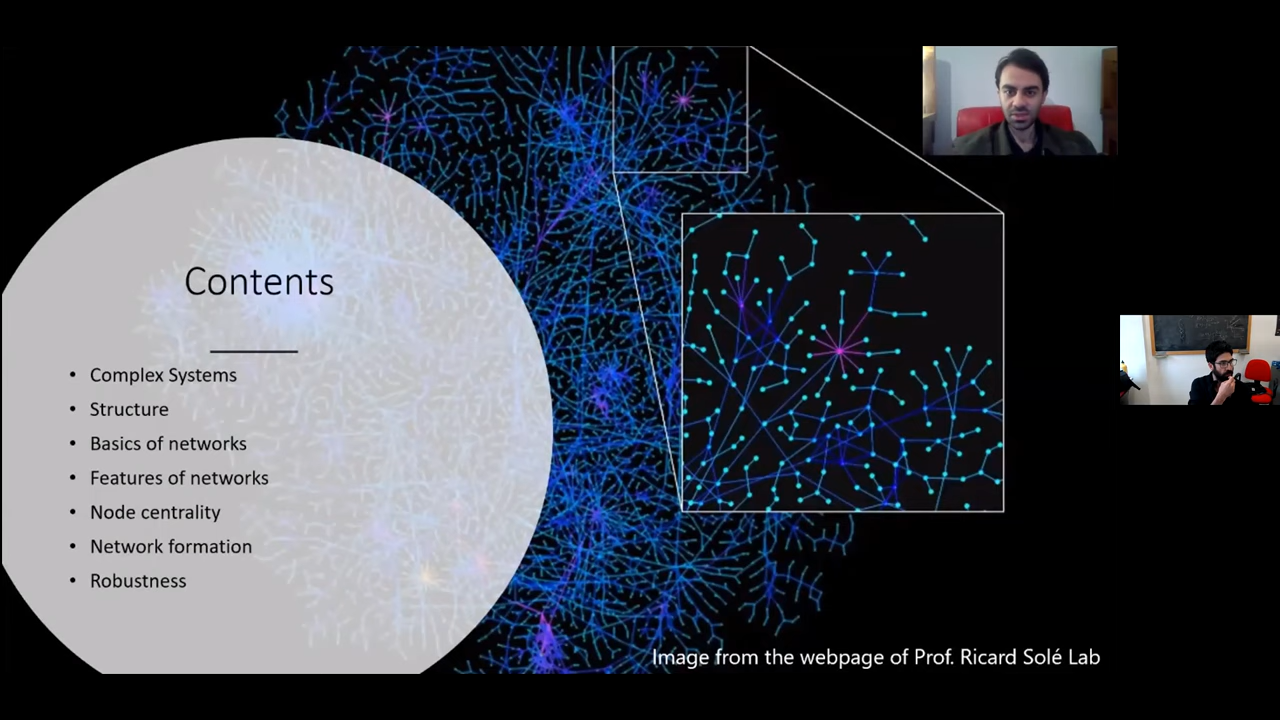 Contents
• Complex Systems
• Structure
• Basics of networks
• Features of networks
• Node centrality
• Network formation
• Robustness
Image from the webpage of Prof. Ricard Solé Lab